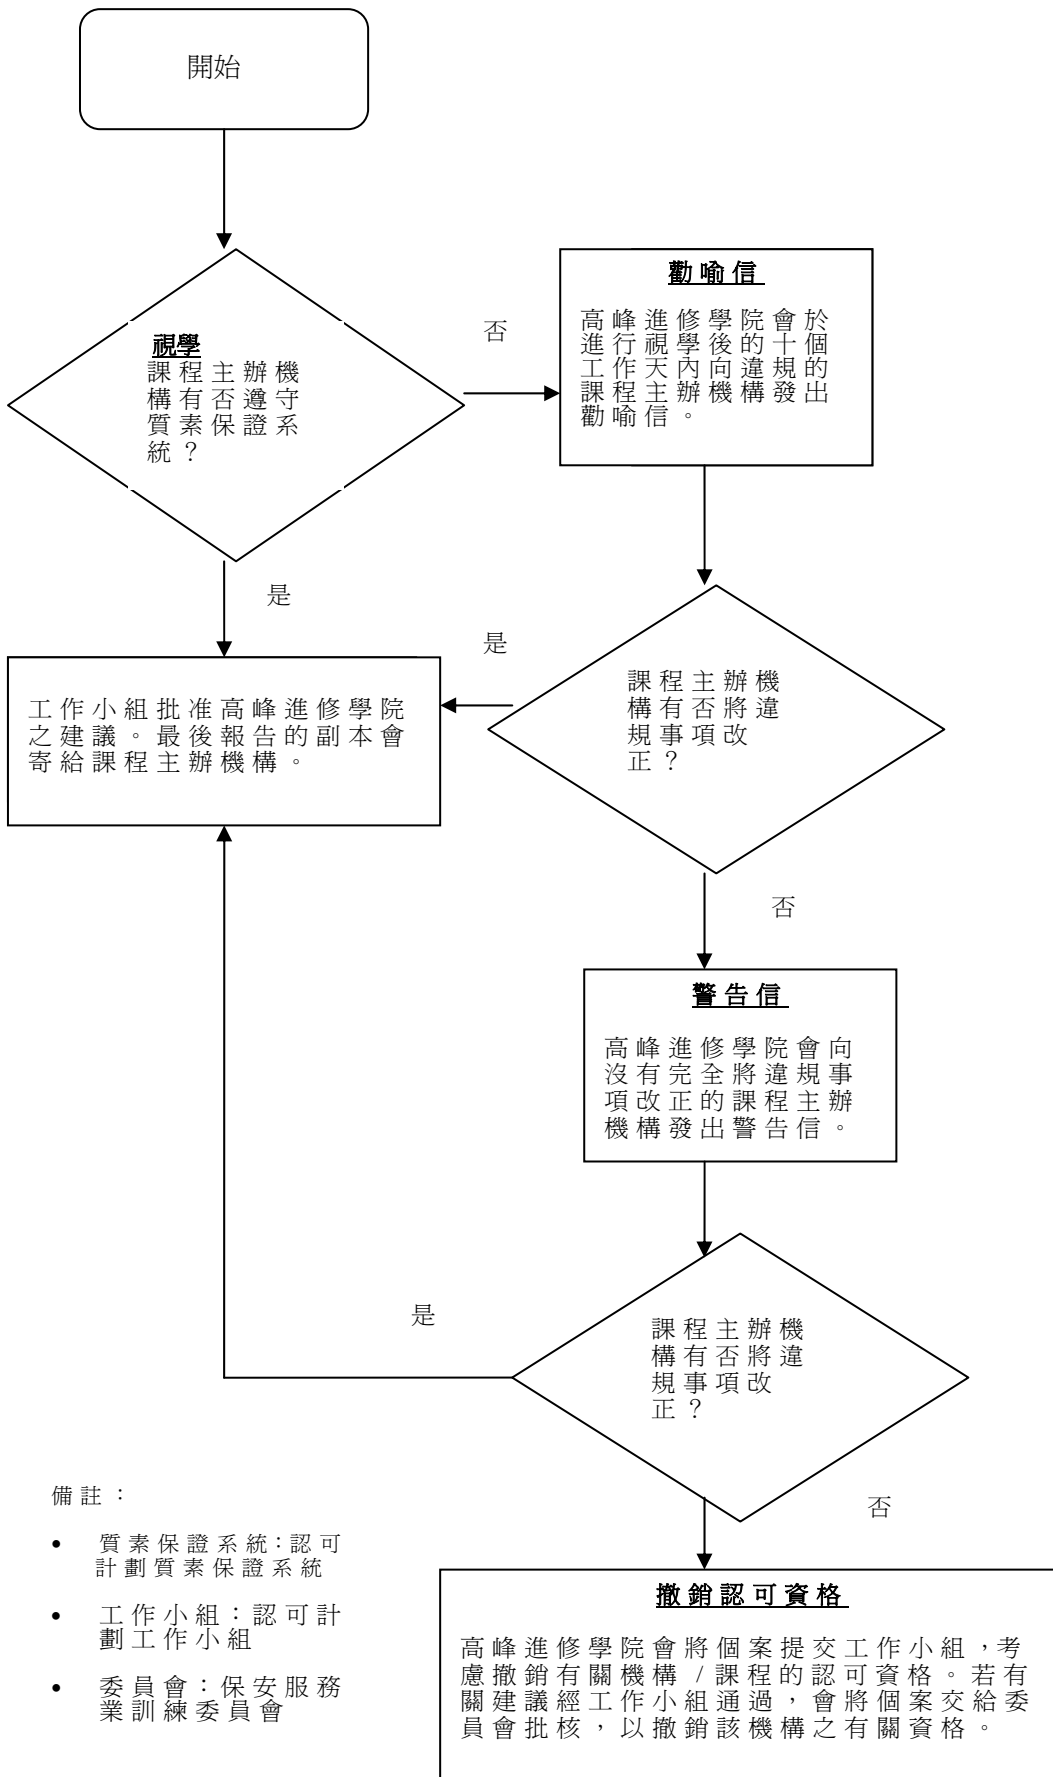 開始
視學
課程主辦機
構有否遵守
質素保證系
統？
否
勸喻信
高峰進修學院會於
進行視學後的十個
工作天內向違規的
課程主辦機構發出
勸喻信。
是
工作小組批准高峰進修學院
之建議。最後報告的副本會
寄給課程主辦機構。
是
課程主辦機
構有否將違
規事項改
正？
否
警告信
高峰進修學院會向
沒有完全將違規事
項改正的課程主辦
機構發出警告信。
是
課程主辦機
構有否將違
規事項改
正？
否
撤銷認可資格
高峰進修學院會將個案提交工作小組，考
慮撤銷有關機構 / 課程的認可資格。若有
關建議經工作小組通過，會將個案交給委
員會批核，以撤銷該機構之有關資格。
備註：
• 質素保證系統：認可
計劃質素保證系統
• 工作小組：認可計
劃工作小組
• 委員會：保安服務
業訓練委員會